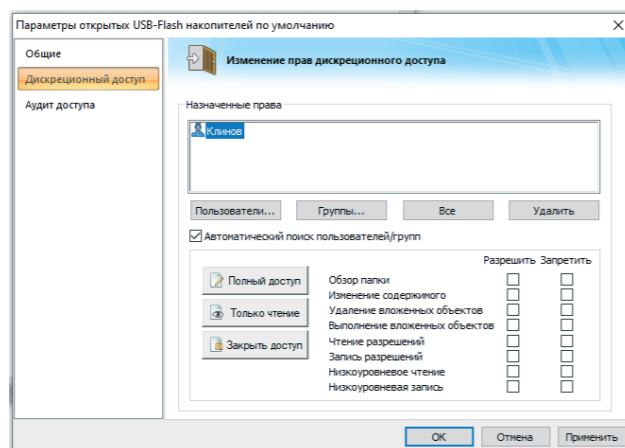 Параметры открытых USB-Flash накопителей по умолчанию
Общие
Дискреционный доступ
Аудит доступа
Изменение прав дискреционного доступа
Назначенные права
Клинов
Пользователи... Группы... Все Удалить
Автоматический поиск пользователей/групп
Разрешить Запретить
Полный доступ
Только чтение
Закрыть доступ
Обзор папки
Изменение содержимого
Удаление вложенных объектов
Выполнение вложенных объектов
Чтение разрешений
Запись разрешений
Низкоуровневое чтение
Низкоуровневая запись
ОК Отмена Применить